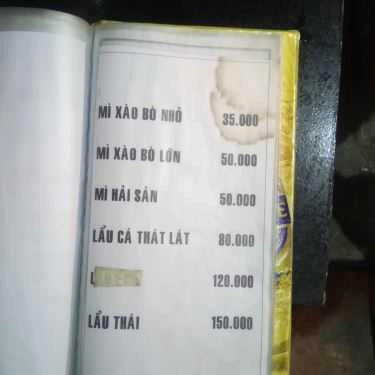 MÌ XÀO BÒ NHỎ 35.000
MÌ XÀO BÒ LỚN 50.000
MÌ HẢI SẢN 50.000
LẨU CÁ THÁT LÁT 80.000
120.000
LẨU THÁI 150.000